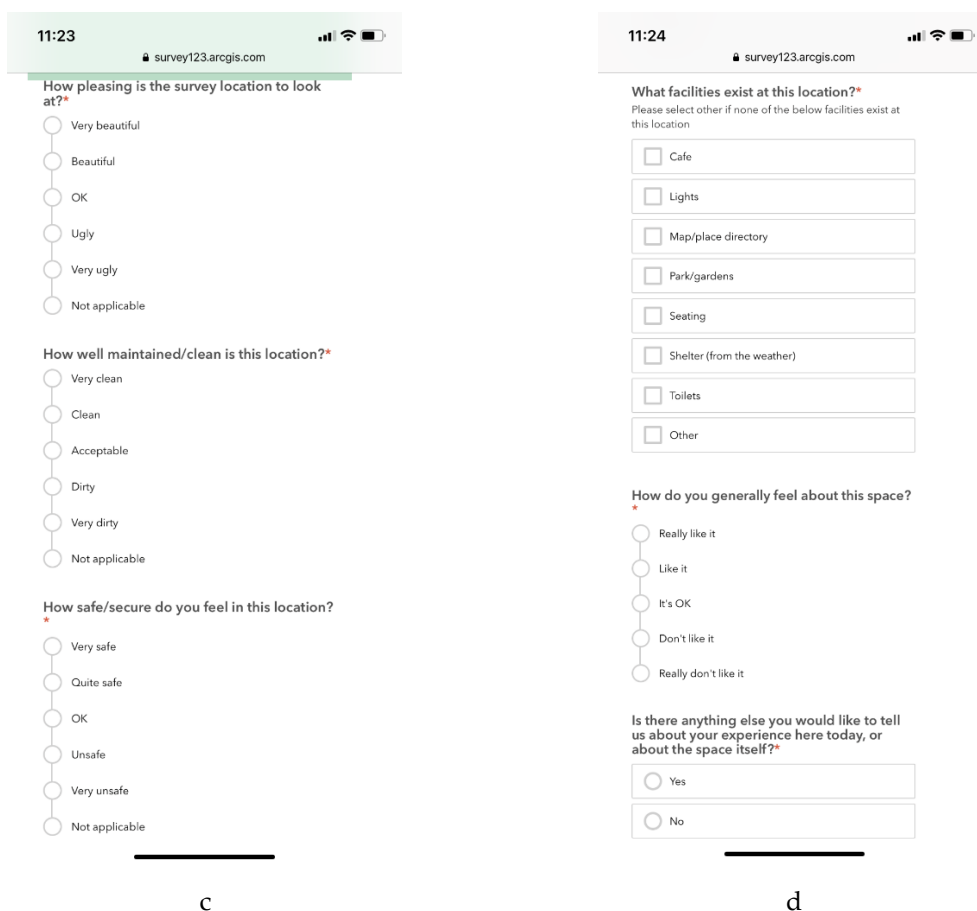 11:23
survey123.arcgis.com
How pleasing is the survey location to look
at?*
Very beautiful
Beautiful
OK
Ugly
Very ugly
Not applicable
How well maintained/clean is this location?*
Very clean
Clean
Acceptable
Dirty
Very dirty
Not applicable
How safe/secure do you feel in this location?
*
Very safe
Quite safe
OK
Unsafe
Very unsafe
Not applicable
c
11:24
survey123.arcgis.com
What facilities exist at this location?*
Please select other if none of the below facilities exist at
this location
Cafe
Lights
Map/place directory
Park/gardens
Seating
Shelter (from the weather)
Toilets
Other
How do you generally feel about this space?
*
Really like it
Like it
It's OK
Don't like it
Really don't like it
Is there anything else you would like to tell
us about your experience here today, or
about the space itself?*
Yes
No
d